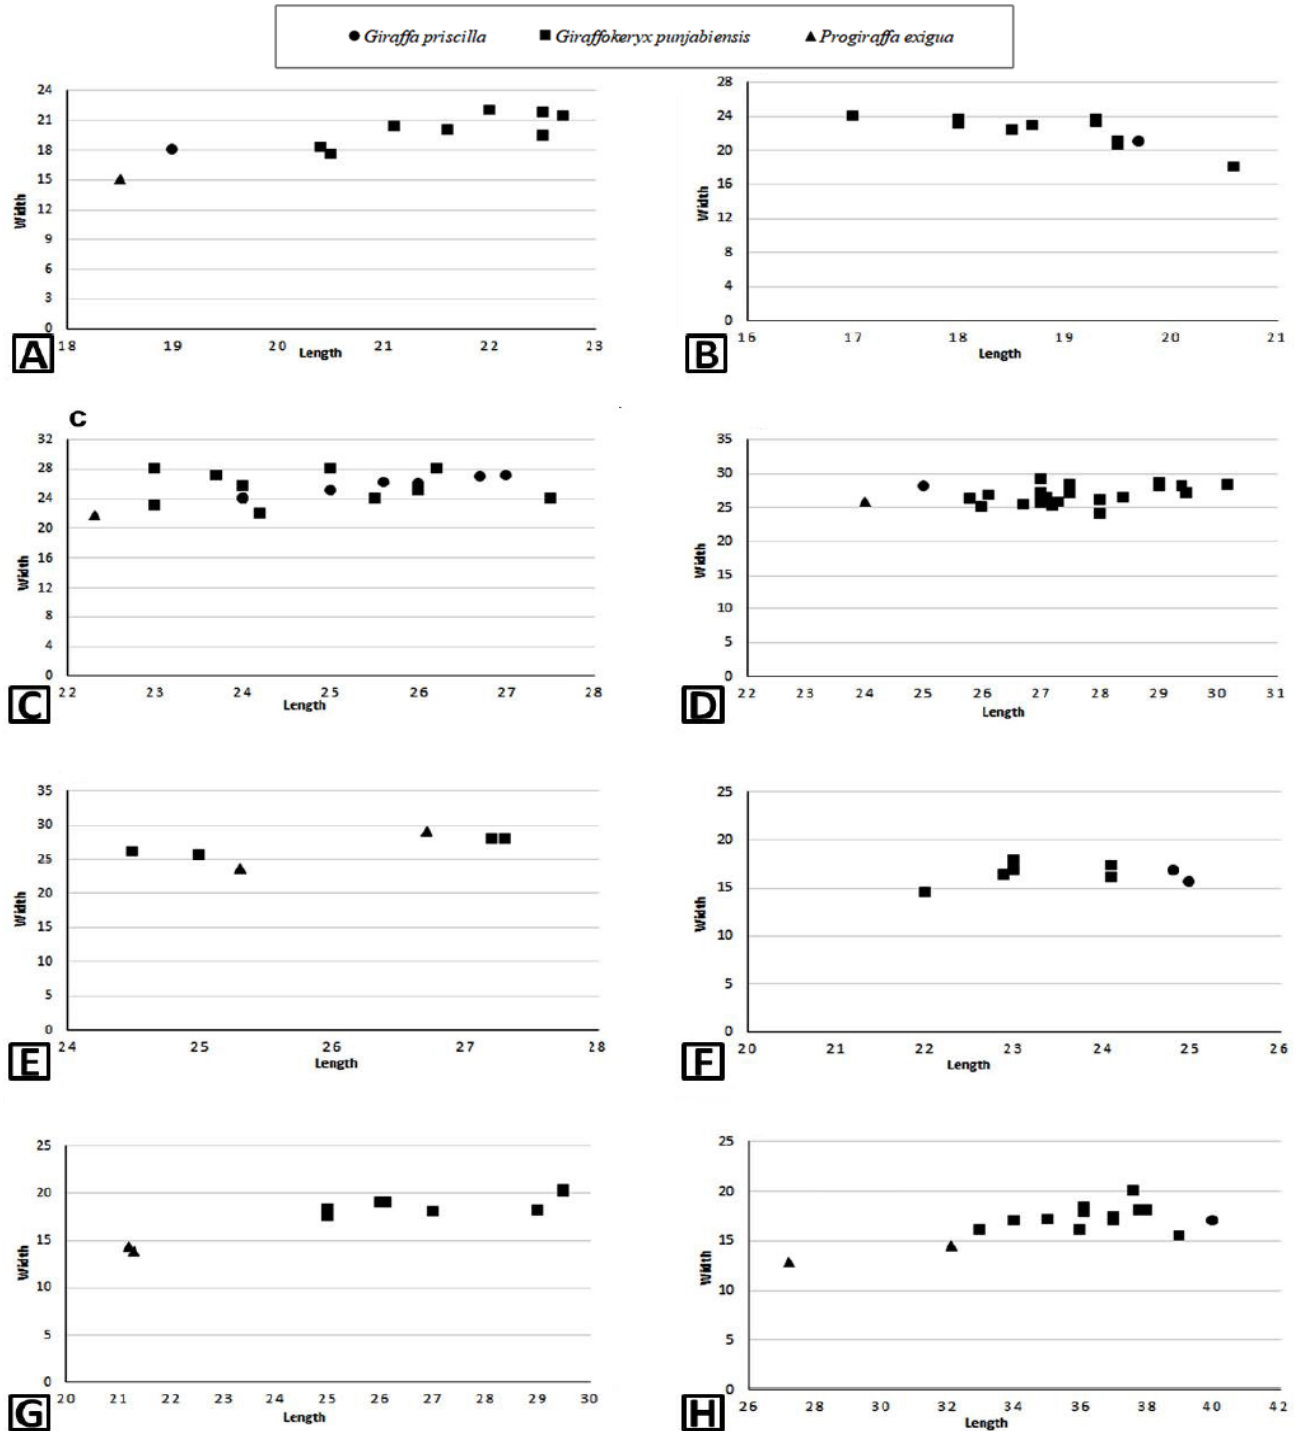 Giraffa priscilla Giraffokeryx punjabiensis Progiraffa exigua
24
21
18
15
12
9
6
3
0
Width
18 19 20 21 22 23
Length
A
28
24
20
16
12
8
4
0
Width
16 17 18 19 20 21
Length
B
C
32
28
24
20
16
12
8
4
0
Width
22 23 24 25 26 27 28
Length
C
35
30
25
20
15
10
5
0
Width
22 23 24 25 26 27 28 29 30 31
Length
D
35
30
25
20
15
10
5
0
Width
24 25 26 27 28
Length
E
25
20
15
10
5
0
Width
20 21 22 23 24 25 26
Length
F
25
20
15
10
5
0
Width
20 21 22 23 24 25 26 27 28 29 30
Length
G
25
20
15
10
5
0
Width
26 28 30 32 34 36 38 40 42
Length
H